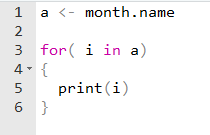 1 a <- month.name
2
3 for( i in a)
4 {
5   print(i)
6 }